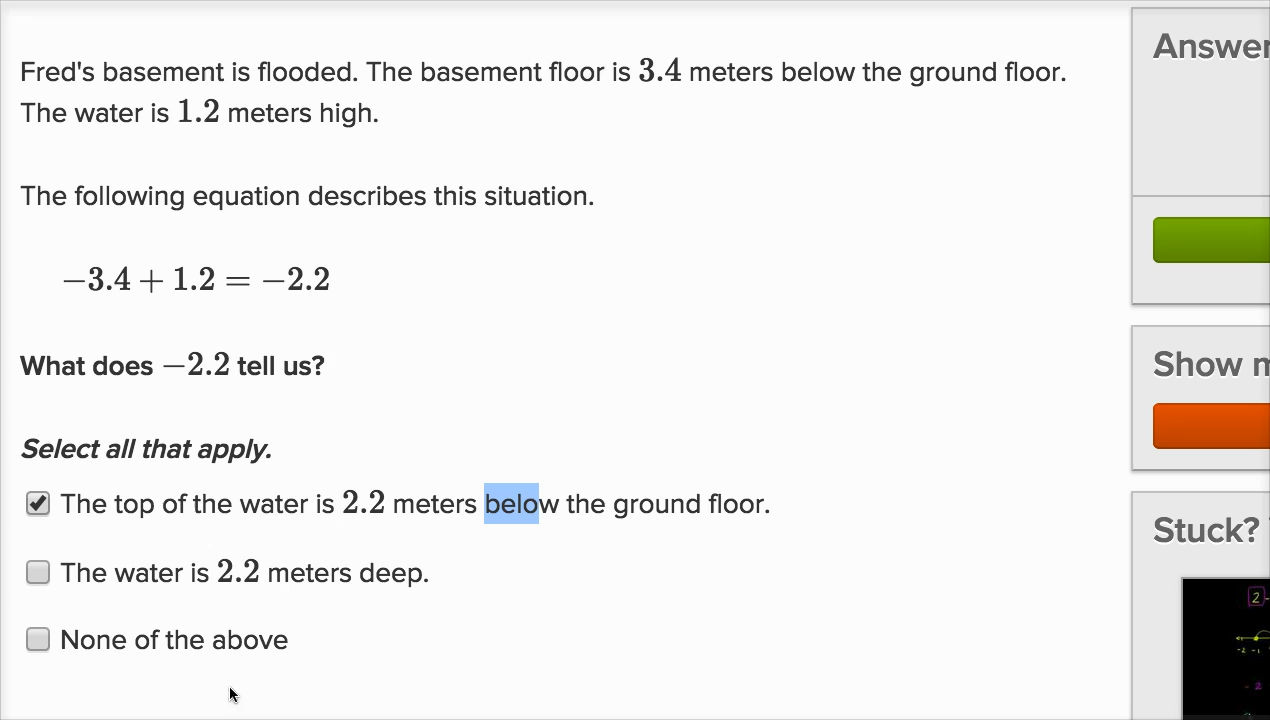 Fred's basement is flooded. The basement floor is 3.4 meters below the ground floor.
The water is 1.2 meters high.
The following equation describes this situation.
−3.4 + 1.2 = −2.2
What does −2.2 tell us?
Select all that apply.
The top of the water is 2.2 meters below the ground floor.
The water is 2.2 meters deep.
None of the above
Answer
Show m
Stuck?
2
-2 -1
- 2